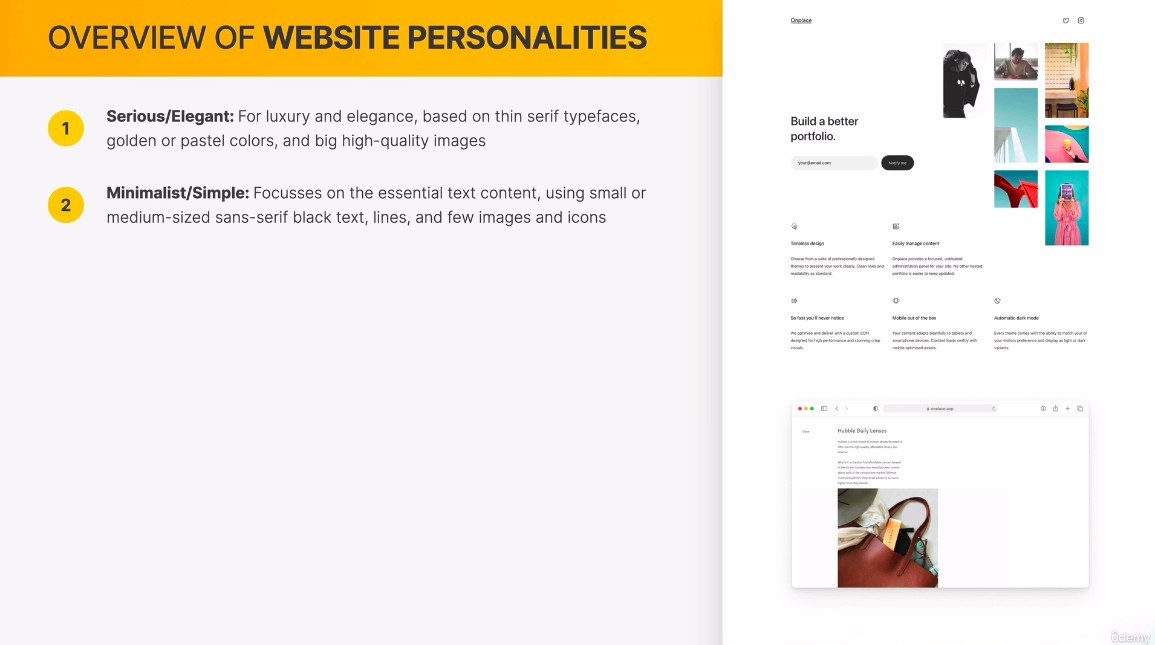 OVERVIEW OF WEBSITE PERSONALITIES
1
Serious/Elegant: For luxury and elegance, based on thin serif typefaces,
golden or pastel colors, and big high-quality images
2
Minimalist/Simple: Focusses on the essential text content, using small or
medium-sized sans-serif black text, lines, and few images and icons
Onplace
Build a better
portfolio.
your@email.com
Notify me
Timeless design
Choose from a suite of professionally designed
themes to present your work clearly. Clean lines and
readability as standard.
Easily manage content
Onplace provides a focused, unbloated
administration panel for your site. No other hosted
portfolio is easier to keep updated.
So fast you'll never notice
We optimise and deliver with a custom CDN
designed for high performance and stunning crisp
visuals.
Mobile out of the box
Your content adapts beautifully to tablets and
smartphone devices. Content loads swiftly with
mobile optimised assets.
Automatic dark mode
Every theme comes with the ability to match your or
your visitors preference and display as light or dark
variants.
onplace.app
Hubble Daily Lenses
ûdemy